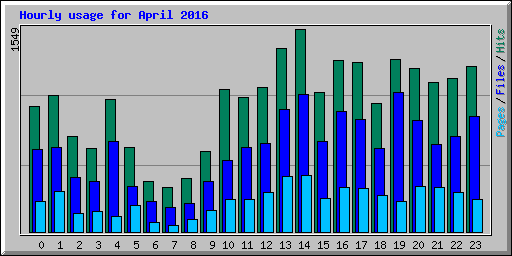 Hourly usage for April 2016
1549
Pages/Files/Hits
0 1 2 3 4 5 6 7 8 9 10 11 12 13 14 15 16 17 18 19 20 21 22 23